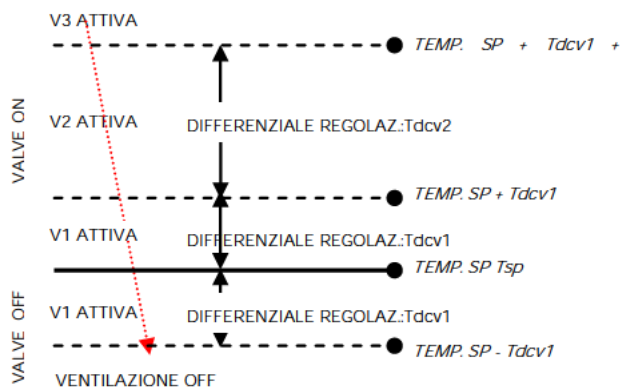 V3 ATTIVA
TEMP. SP + Tdcv1 +
VALVE ON
V2 ATTIVA
DIFFERENZIALE REGOLAZ.:Tdcv2
TEMP. SP + Tdcv1
V1 ATTIVA
DIFFERENZIALE REGOLAZ.:Tdcv1
TEMP. SP Tsp
VALVE OFF
V1 ATTIVA
DIFFERENZIALE REGOLAZ.:Tdcv1
TEMP. SP - Tdcv1
VENTILAZIONE OFF